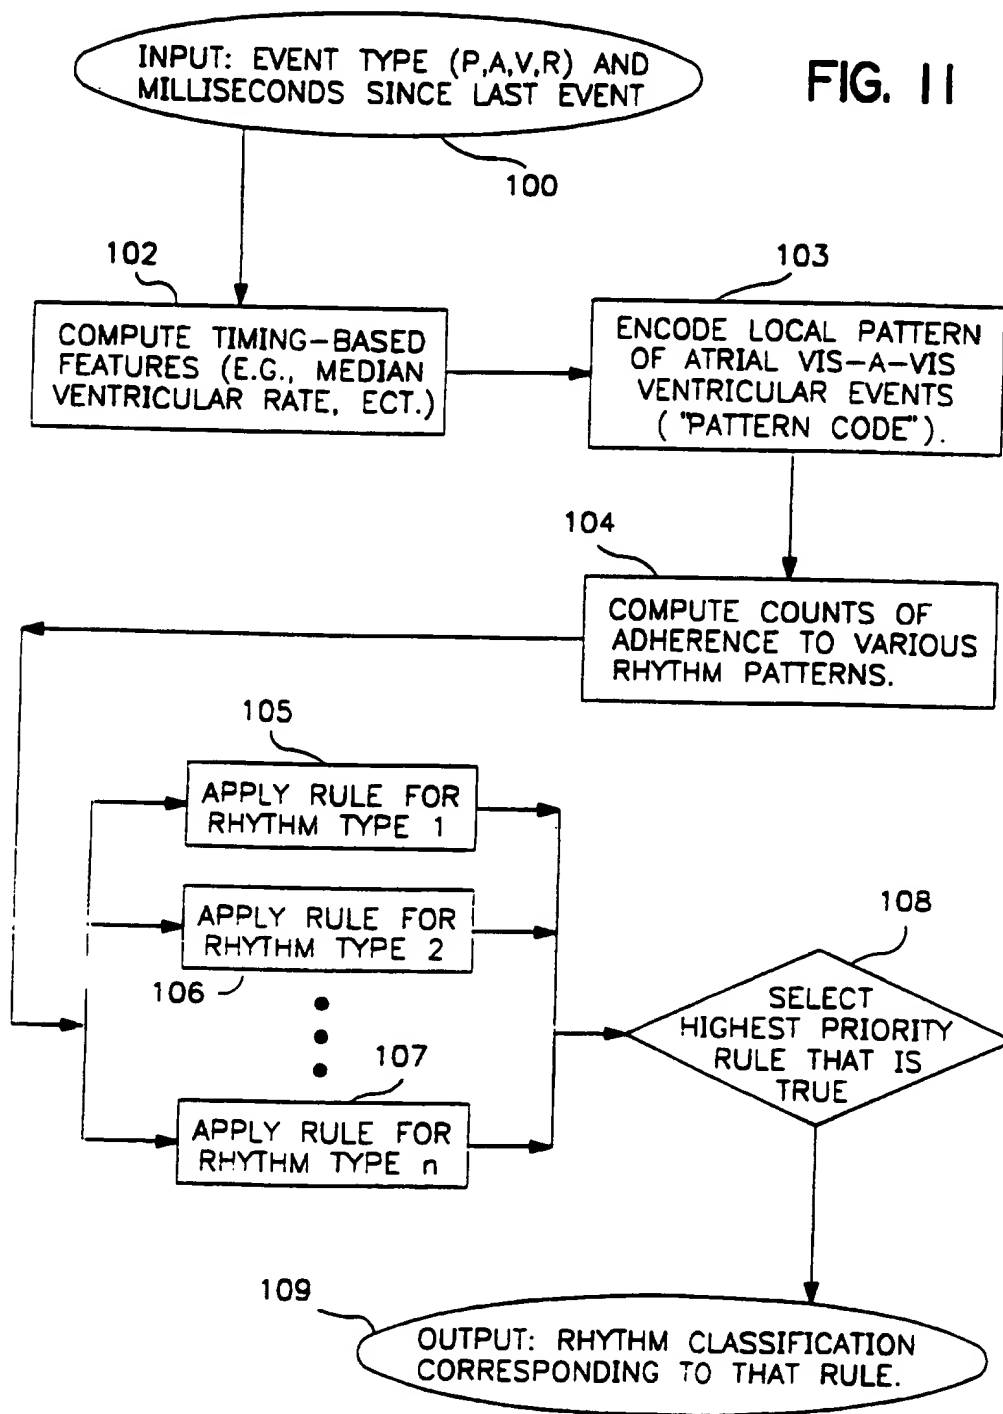 INPUT: EVENT TYPE (P,A,V,R) AND
MILLISECONDS SINCE LAST EVENT
FIG. 11
100
102
COMPUTE TIMING-BASED
FEATURES (E.G., MEDIAN
VENTRICULAR RATE, ECT.)
103
ENCODE LOCAL PATTERN
OF ATRIAL VIS-A-VIS
VENTRICULAR EVENTS
("PATTERN CODE").
104
COMPUTE COUNTS OF
ADHERENCE TO VARIOUS
RHYTHM PATTERNS.
105
APPLY RULE FOR
RHYTHM TYPE 1
APPLY RULE FOR
RHYTHM TYPE 2
106
107
APPLY RULE FOR
RHYTHM TYPE n
108
SELECT
HIGHEST PRIORITY
RULE THAT IS
TRUE
109
OUTPUT: RHYTHM CLASSIFICATION
CORRESPONDING TO THAT RULE.